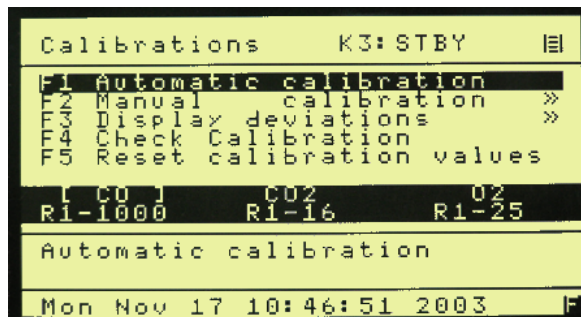 Calibrations K3:STBY
F1 Automatic calibration
F2 Manual calibration »
F3 Display deviations »
F4 Check Calibration
F5 Reset calibration values
[ CO ] CO2 O2
R1-1000 R1-16 R1-25
Automatic calibration
Mon Nov 17 10:46:51 2003 F